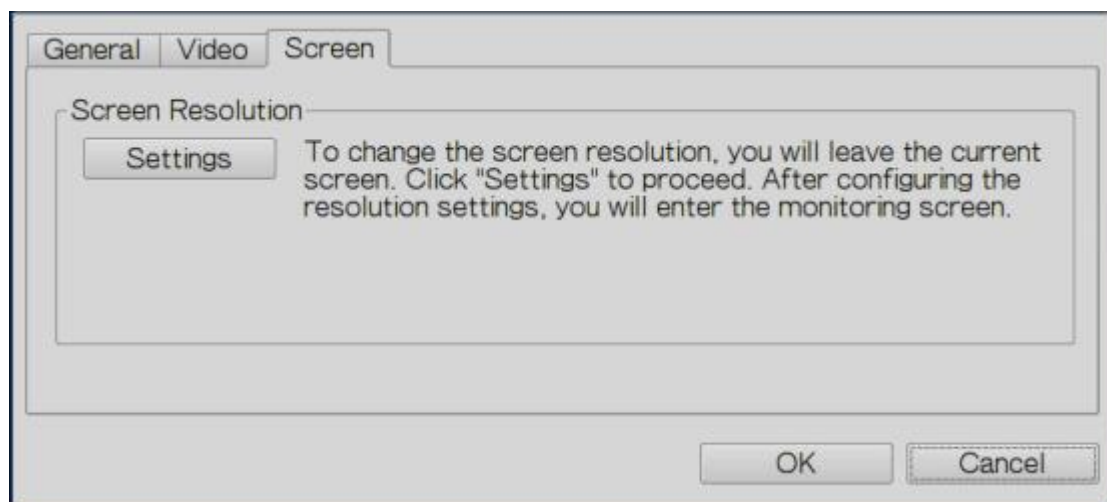 General Video Screen
Screen Resolution
Settings
To change the screen resolution, you will leave the current
screen. Click "Settings" to proceed. After configuring the
resolution settings, you will enter the monitoring screen.
OK Cancel